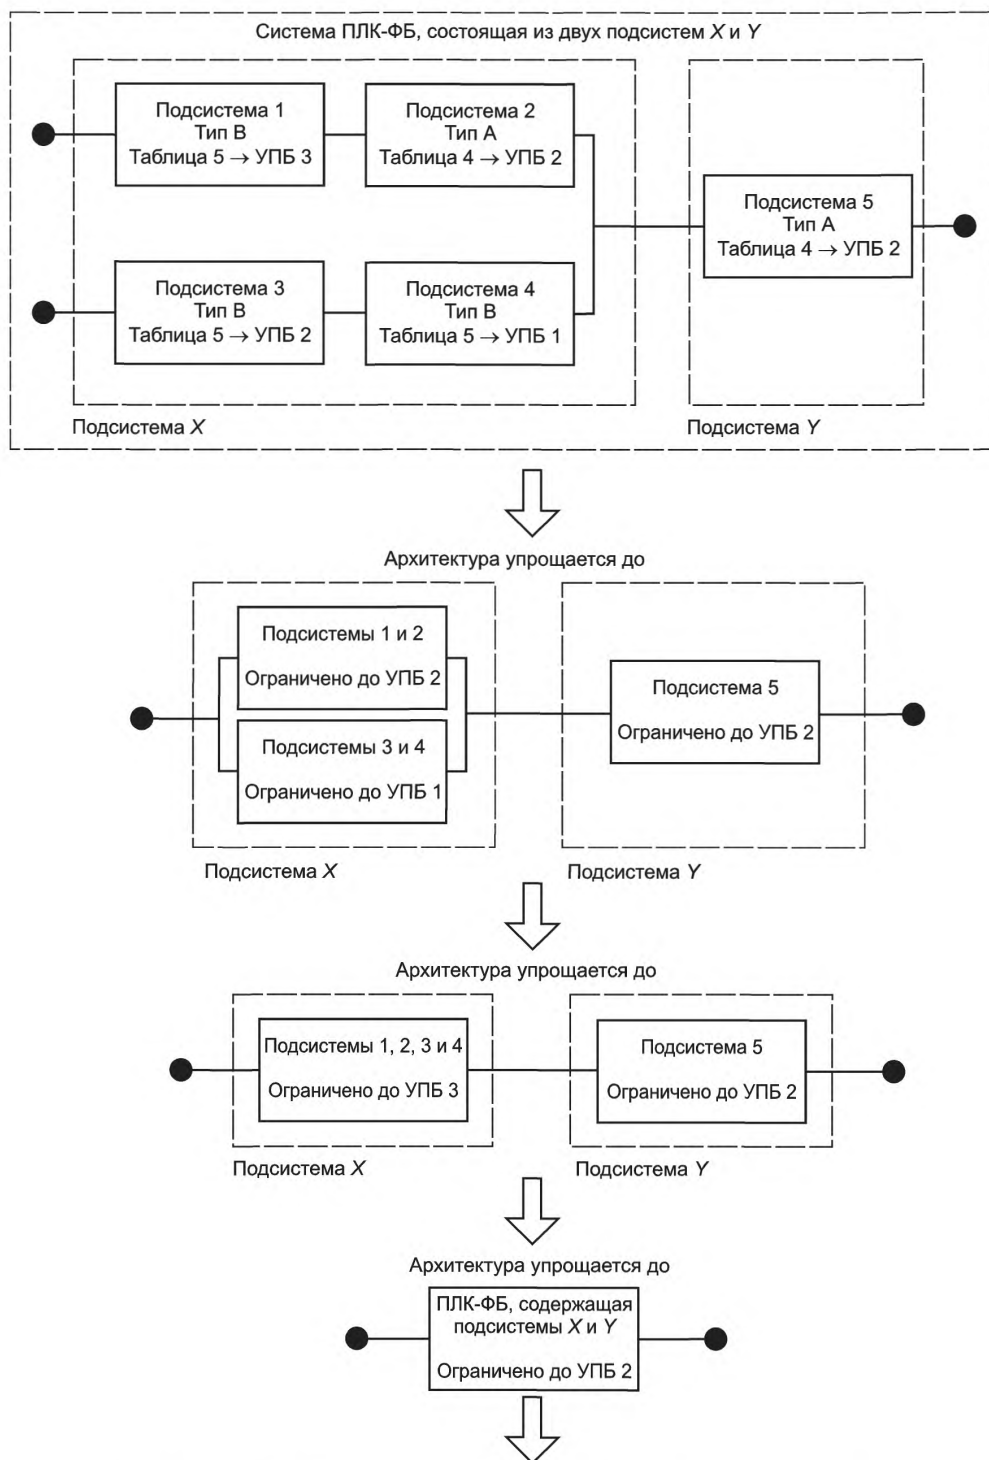 Система ПЛК-ФБ, состоящая из двух подсистем X и Y
Подсистема 1
Тип В
Таблица 5 → УПБ 3
Подсистема 2
Тип А
Таблица 4 → УПБ 2
Подсистема 5
Тип А
Таблица 4 → УПБ 2
Подсистема 3
Тип В
Таблица 5 → УПБ 2
Подсистема 4
Тип В
Таблица 5 → УПБ 1
Подсистема X
Подсистема Y
Архитектура упрощается до
Подсистемы 1 и 2
Ограничено до УПБ 2
Подсистемы 3 и 4
Ограничено до УПБ 1
Подсистема 5
Ограничено до УПБ 2
Подсистема X
Подсистема Y
Архитектура упрощается до
Подсистемы 1, 2, 3 и 4
Ограничено до УПБ 3
Подсистема 5
Ограничено до УПБ 2
Подсистема X
Подсистема Y
Архитектура упрощается до
ПЛК-ФБ, содержащая
подсистемы X и Y
Ограничено до УПБ 2